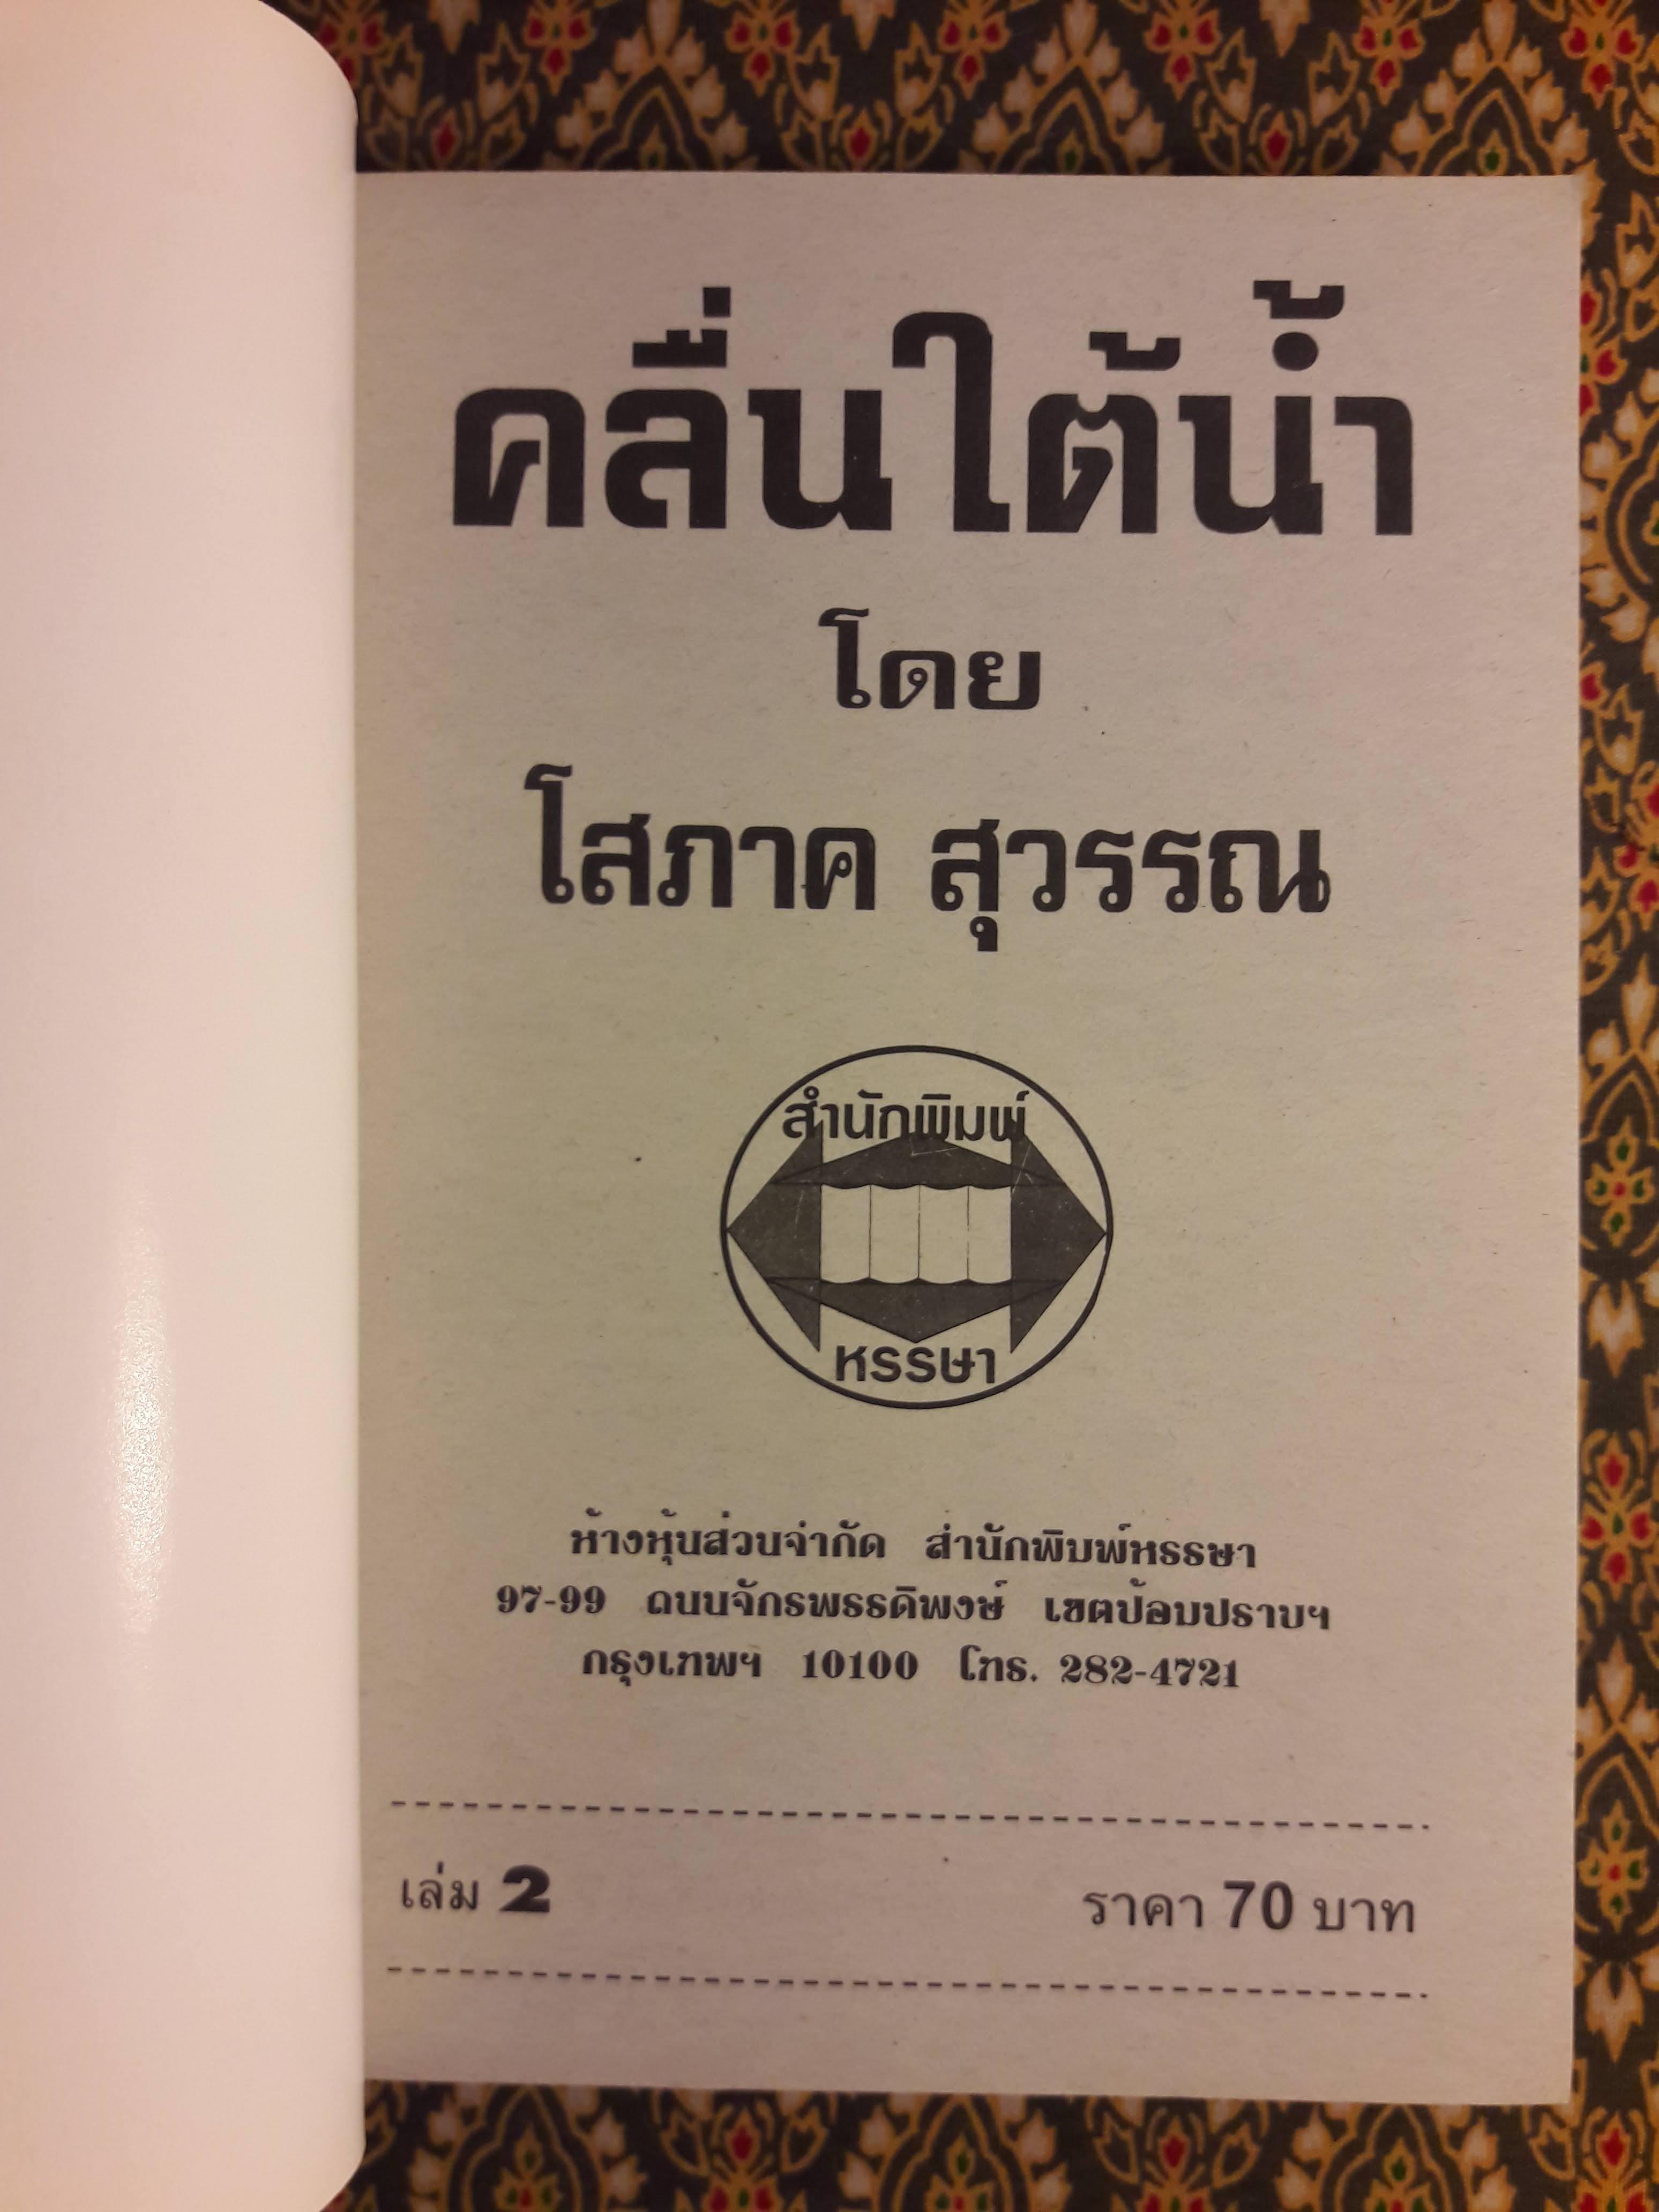 คลื่นใต้น้ำ
โดย
โสภาค สุวรรณ
สำนักพิมพ์
หรรษา
ห้างหุ้นส่วนจำกัด สำนักพิมพ์หรรษา
97-99 ถนนจักรพรรดิพงษ์ เขตป้อมปราบฯ
กรุงเทพฯ 10100 โทร. 282-4721
เล่ม 2 ราคา 70 บาท